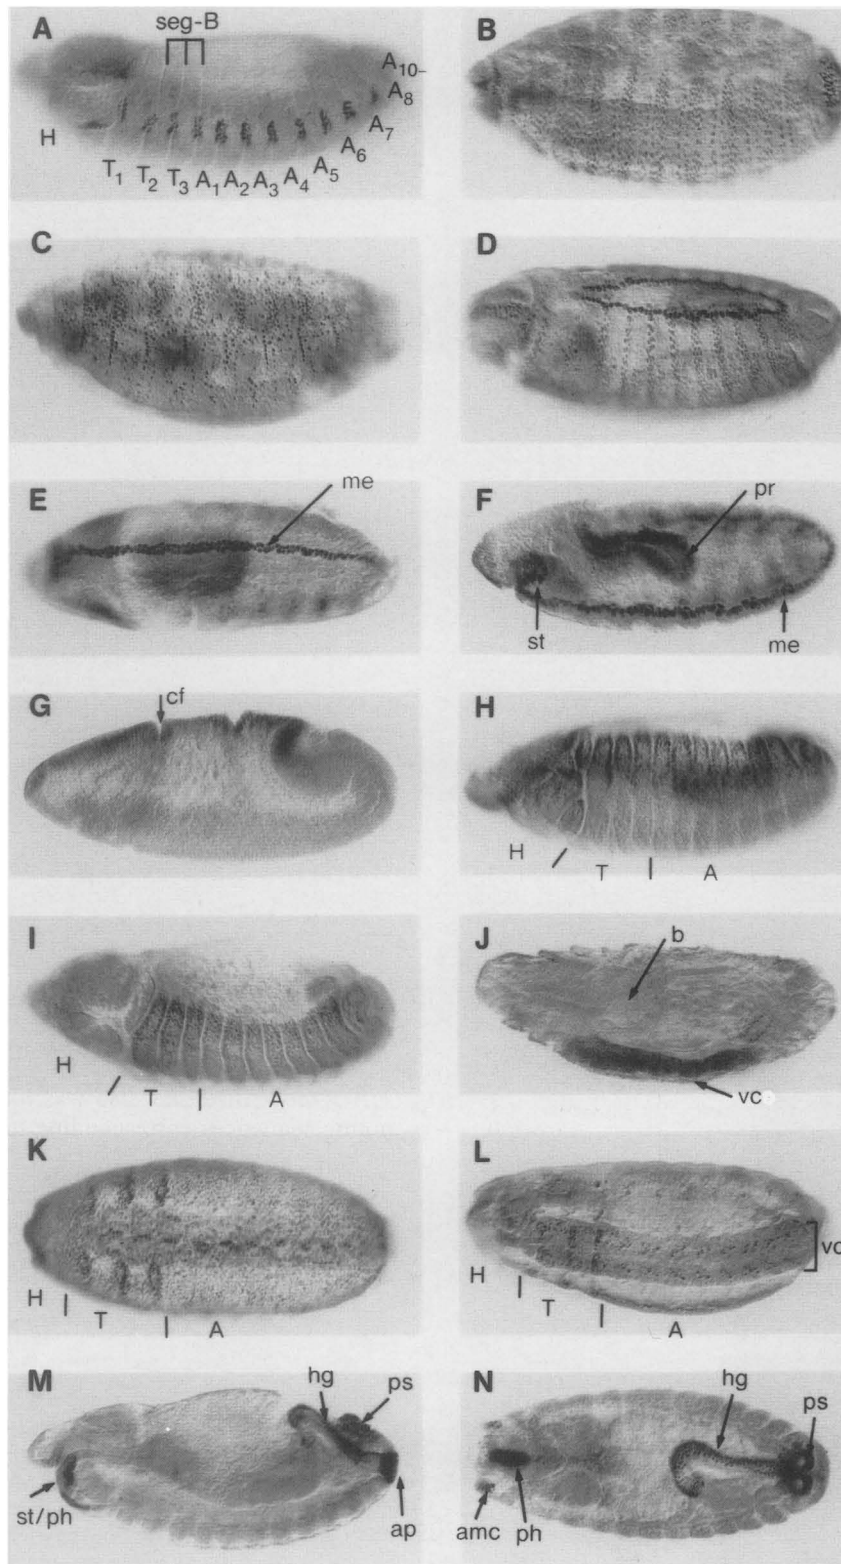 A
seg-B
A10-
A8
A7
A6
A5
A4
A3
A2
A1
T3
T2
T1
H
B
C
D
E
me
F
pr
st
me
G
cf
H
H
T
A
I
H
T
A
J
b
vc
K
H
T
A
L
vc
H
T
A
M
hg
ps
st/ph
ap
N
hg
ps
amc
ph